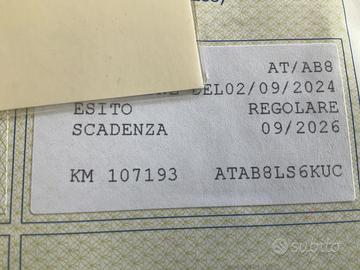 AT/AB8
DEL02/09/2024
ESITO REGOLARE
SCADENZA 09/2026
KM 107193 ATAB8LS6KUC
subito